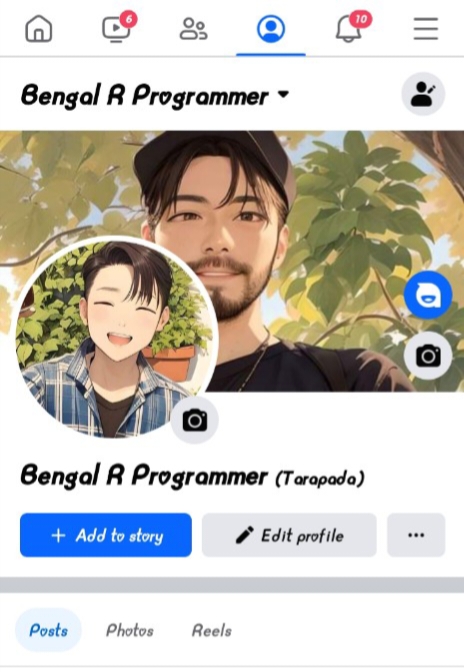 6 10
Bengal R Programmer
Bengal R Programmer (Tarapada)
+ Add to story Edit profile ...
Posts Photos Reels